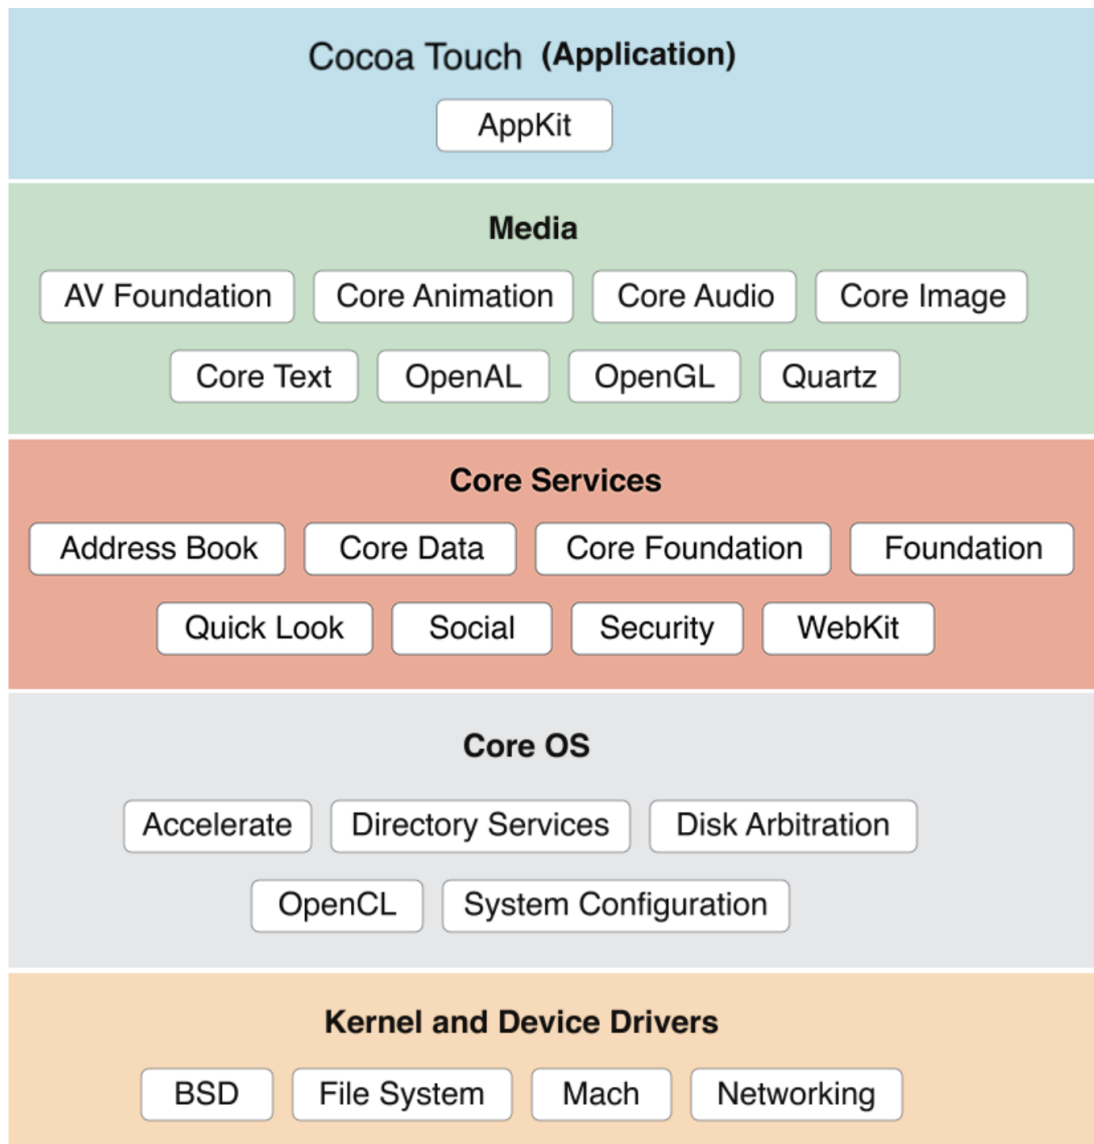 Cocoa Touch (Application)
AppKit
Media
AV Foundation Core Animation Core Audio Core Image
Core Text OpenAL OpenGL Quartz
Core Services
Address Book Core Data Core Foundation Foundation
Quick Look Social Security WebKit
Core OS
Accelerate Directory Services Disk Arbitration
OpenCL System Configuration
Kernel and Device Drivers
BSD File System Mach Networking